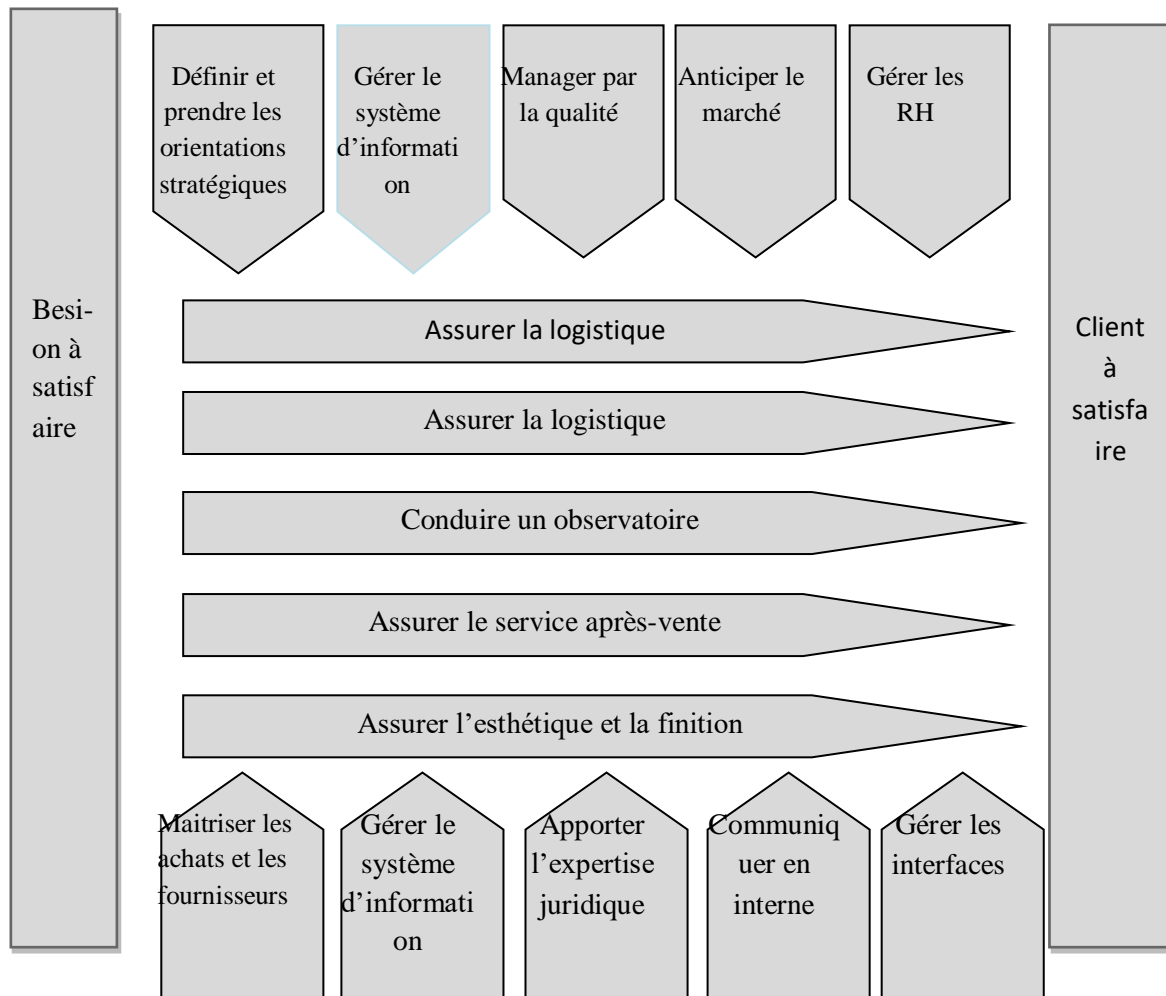 Définir et
prendre les
orientations
stratégiques
Gérer le
système
d’informati
on
Manager par
la qualité
Anticiper le
marché
Gérer les
RH
Besi-
on à
satisf
aire
Assurer la logistique
Assurer la logistique
Conduire un observatoire
Assurer le service après-vente
Assurer l’esthétique et la finition
Client
à
satisfa
ire
Maitriser les
achats et les
fournisseurs
Gérer le
système
d’informati
on
Apporter
l’expertise
juridique
Communiq
uer en
interne
Gérer les
interfaces